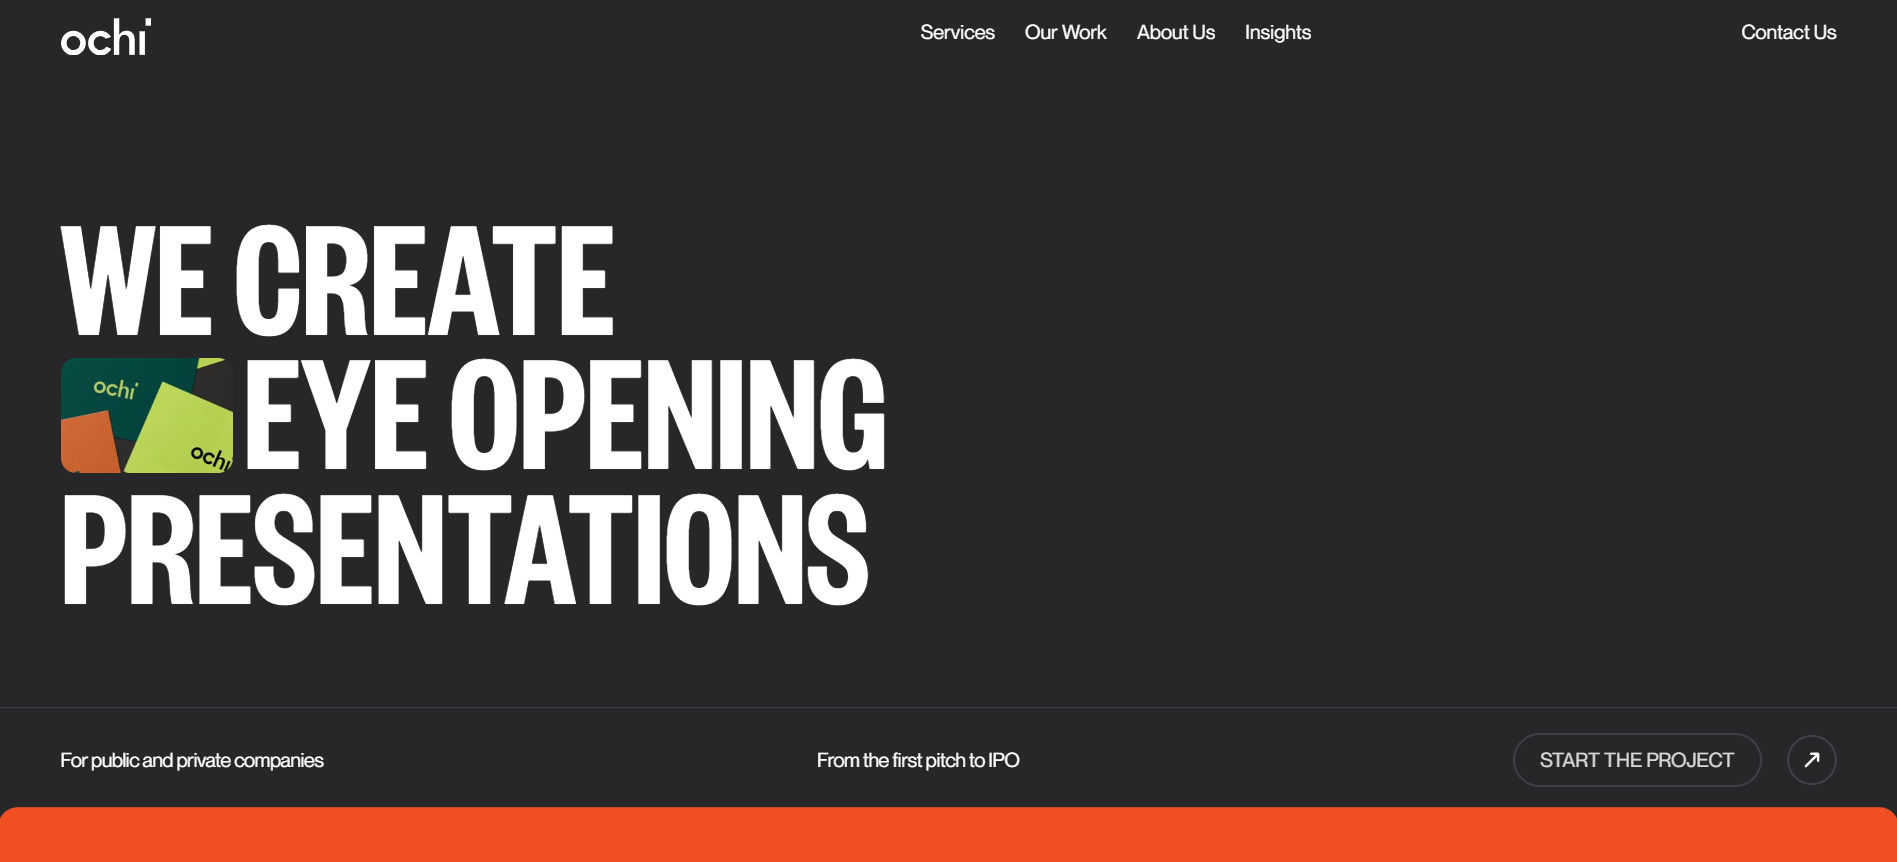 ochi
Services Our Work About Us Insights
Contact Us
WE CREATE
ochi
ochi
EYE OPENING
PRESENTATIONS
For public and private companies
From the first pitch to IPO
START THE PROJECT